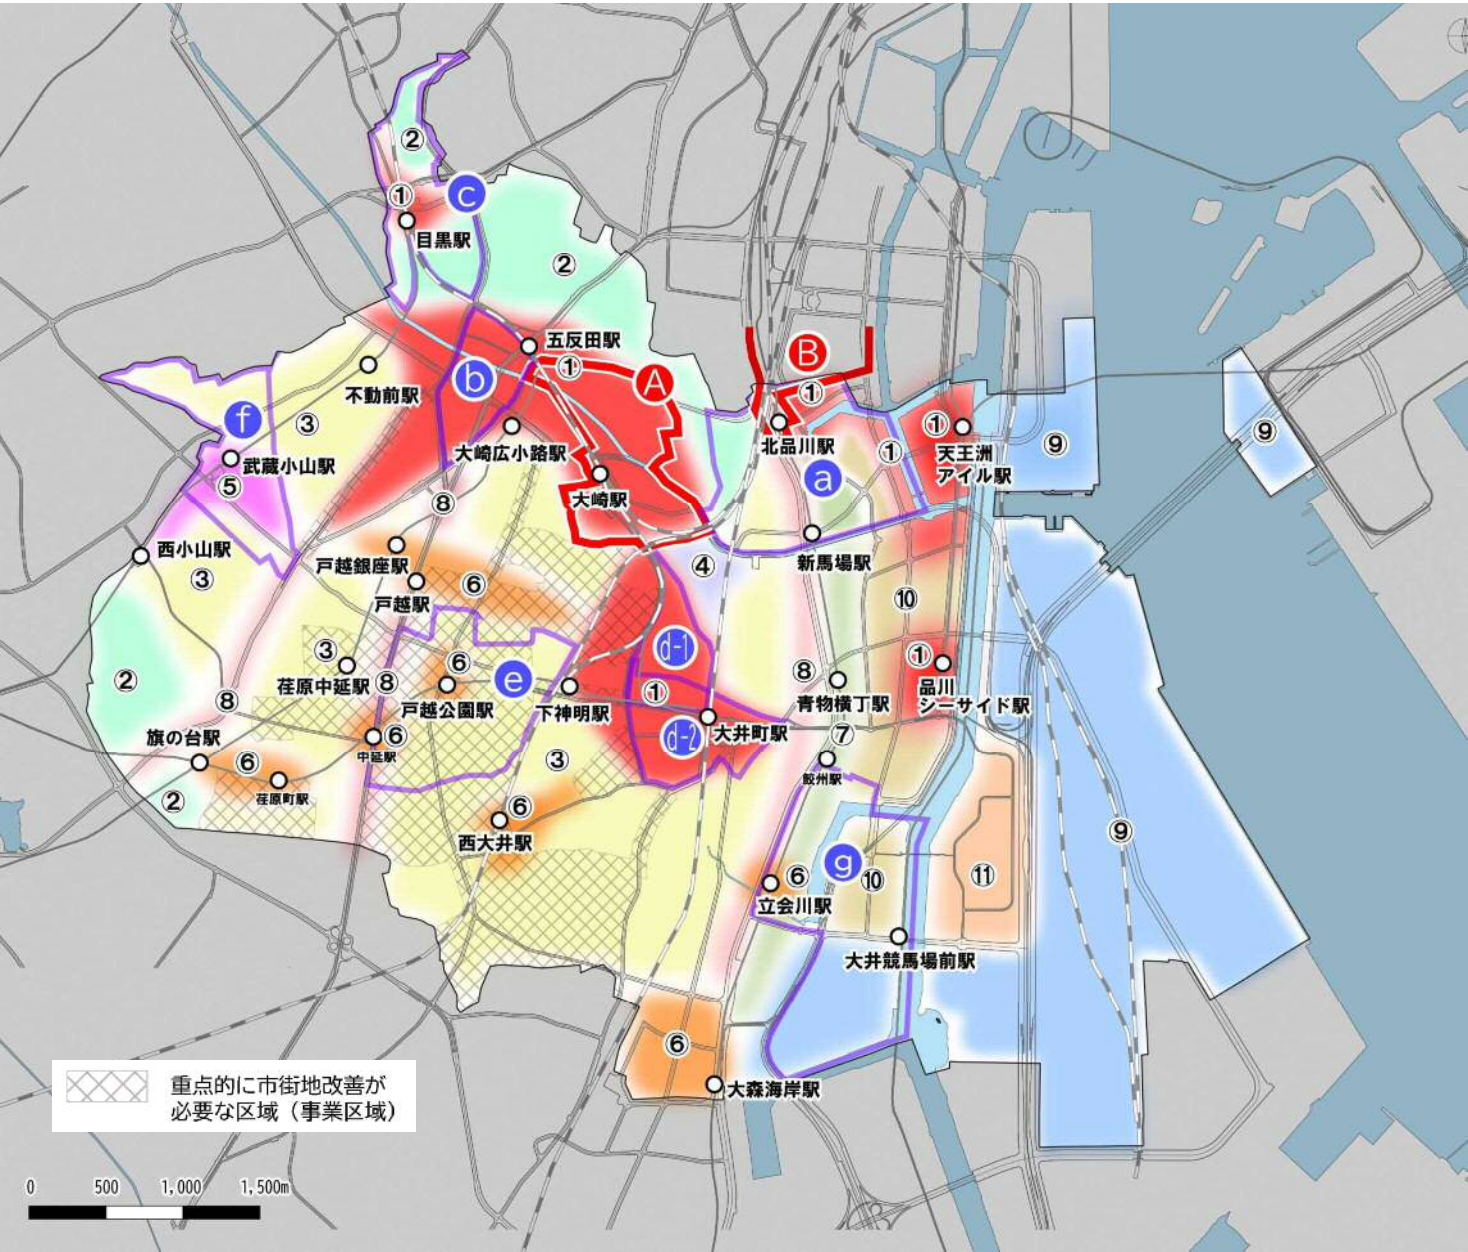 ②
①
c
目黒駅
②
五反田駅
①
A
B
①
b
不動前駅
f
③
武蔵小山駅
⑤
大崎広小路駅
大崎駅
北品川駅
a
①
①
天王洲
アイル駅
⑨
⑨
⑧
西小山駅
③
戸越銀座駅
⑥
戸越駅
④
新馬場駅
⑩
d-1
③
荏原中延駅
⑥
⑧
戸越公園駅
e
下神明駅
①
⑧
青物横丁駅
①
品川
シーサイド駅
②
⑧
旗の台駅
⑥
中延駅
d-2
大井町駅
⑦
鮫洲駅
⑥
荏原町駅
②
③
⑥
西大井駅
⑨
g
⑩
⑥
立会川駅
⑪
大井競馬場前駅
⑥
大森海岸駅
重点的に市街地改善が
必要な区域（事業区域）
0 500 1,000 1,500m